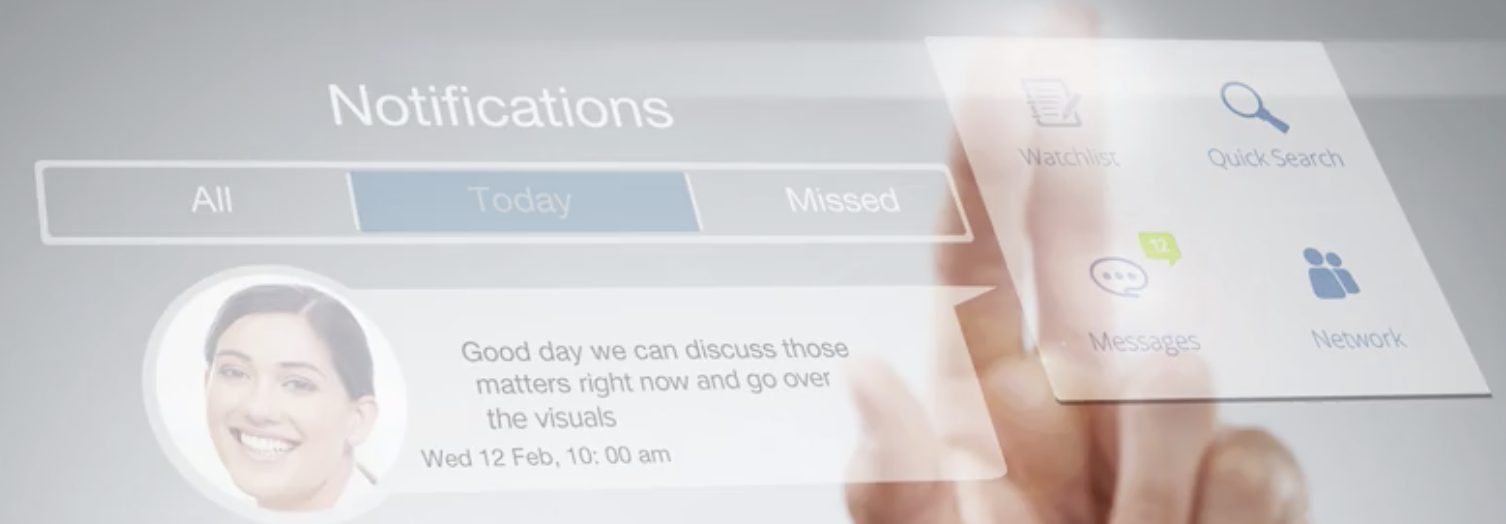 Notifications
All
Today
Missed
Good day we can discuss those
matters right now and go over
the visuals
Wed 12 Feb, 10: 00 am
Watchlist
Quick Search
12
Messages
Network